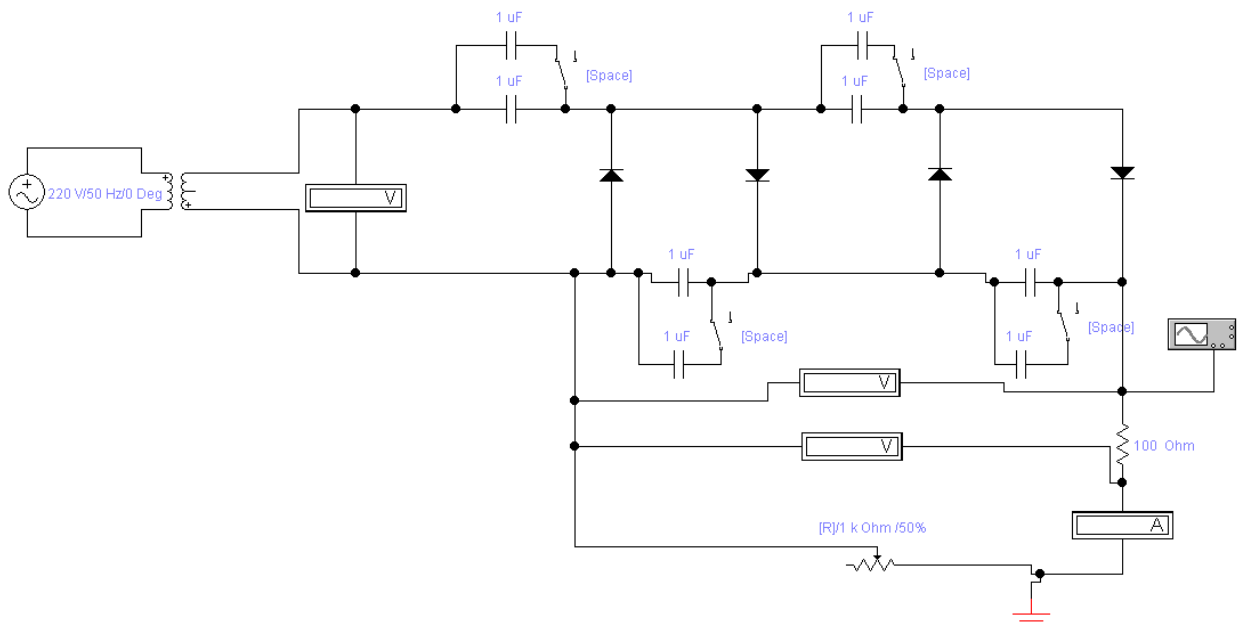 1 uF
1 uF
[Space]
[Space]
1 uF
1 uF
220 V/50 Hz/0 Deg
V
1 uF
1 uF
[Space]
1 uF
[Space]
1 uF
V
V
100 Ohm
A
[R]/1 k Ohm /50%